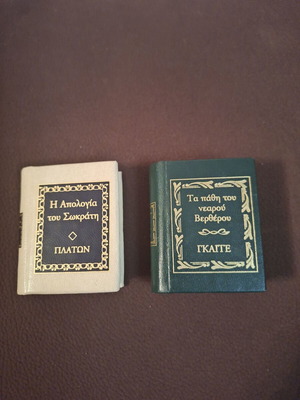 Η Απολογία
του Σωκράτη
ΠΛΑΤΩΝ
Τα πάθη του
νεαρού
Βερθέρου
ΓΚΑΙΤΕ